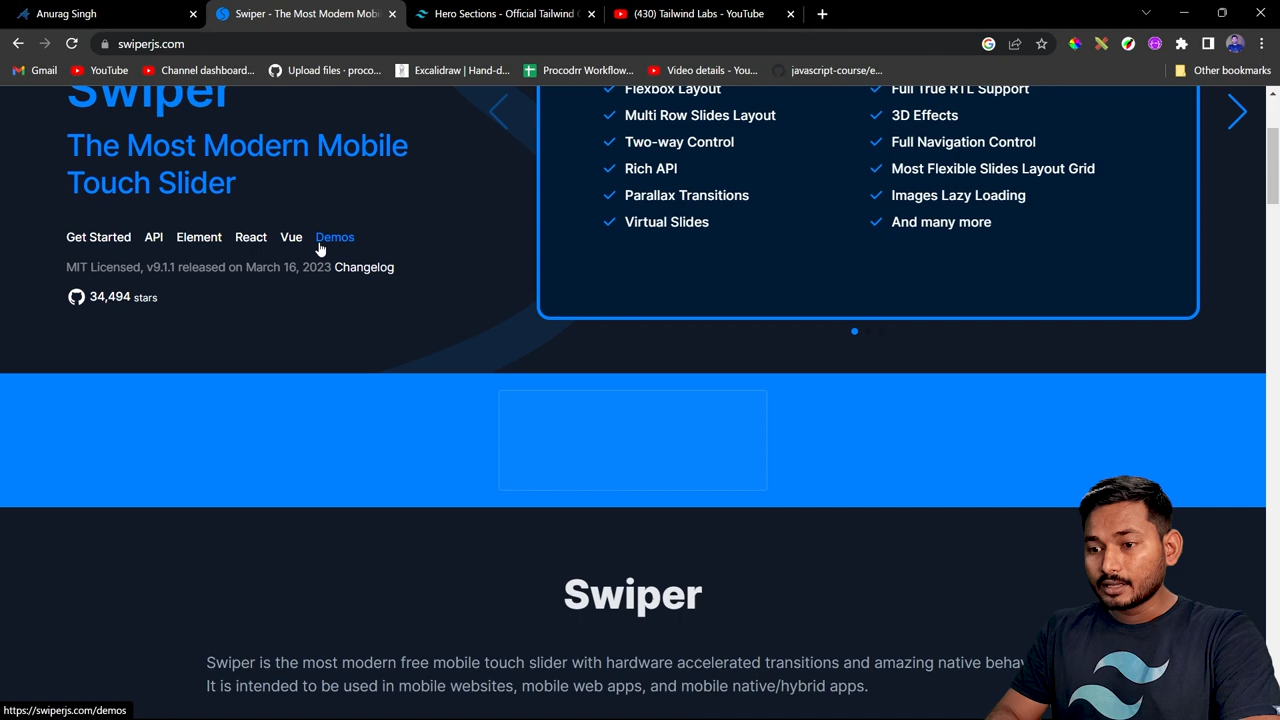 Anurag Singh
Swiper - The Most Modern Mobil
Hero Sections - Official Tailwind C
(430) Tailwind Labs - YouTube
swiperjs.com
Gmail
YouTube
Channel dashboard...
Upload files · proco...
Excalidraw | Hand-d...
Procodrr Workflow...
Video details - You...
javascript-course/e...
Other bookmarks
Swiper
The Most Modern Mobile
Touch Slider
Get Started API Element React Vue Demos
MIT Licensed, v9.1.1 released on March 16, 2023 Changelog
34,494 stars
Flexbox Layout
Multi Row Slides Layout
Two-way Control
Rich API
Parallax Transitions
Virtual Slides
Full True RTL Support
3D Effects
Full Navigation Control
Most Flexible Slides Layout Grid
Images Lazy Loading
And many more
Swiper
Swiper is the most modern free mobile touch slider with hardware accelerated transitions and amazing native behav
It is intended to be used in mobile websites, mobile web apps, and mobile native/hybrid apps.
https://swiperjs.com/demos